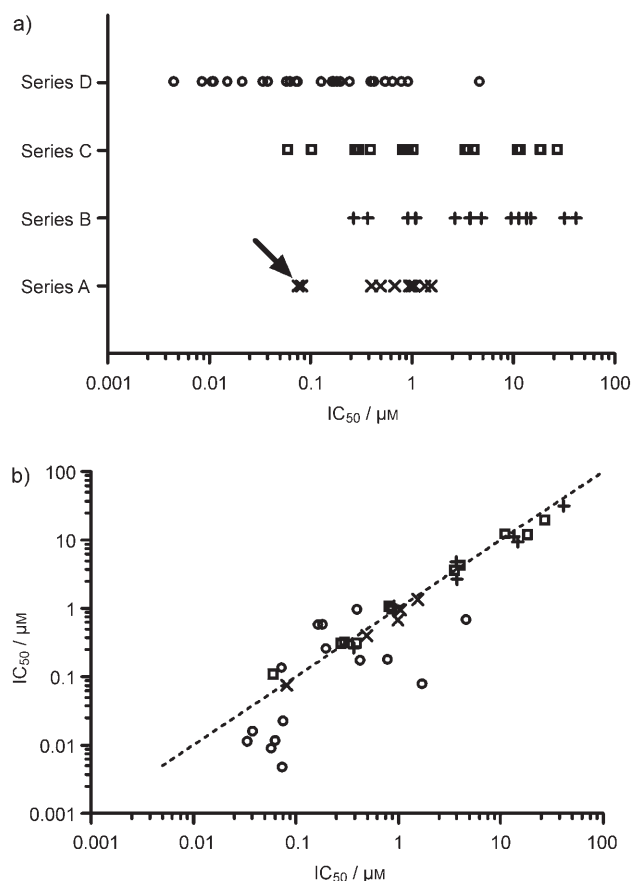 a)
Series D
Series C
Series B
Series A
0.001 0.01 0.1 1 10 100
IC50 / µM
b)
100
10
1
0.1
0.01
0.001
IC50 / µM
0.001 0.01 0.1 1 10 100
IC50 / µM